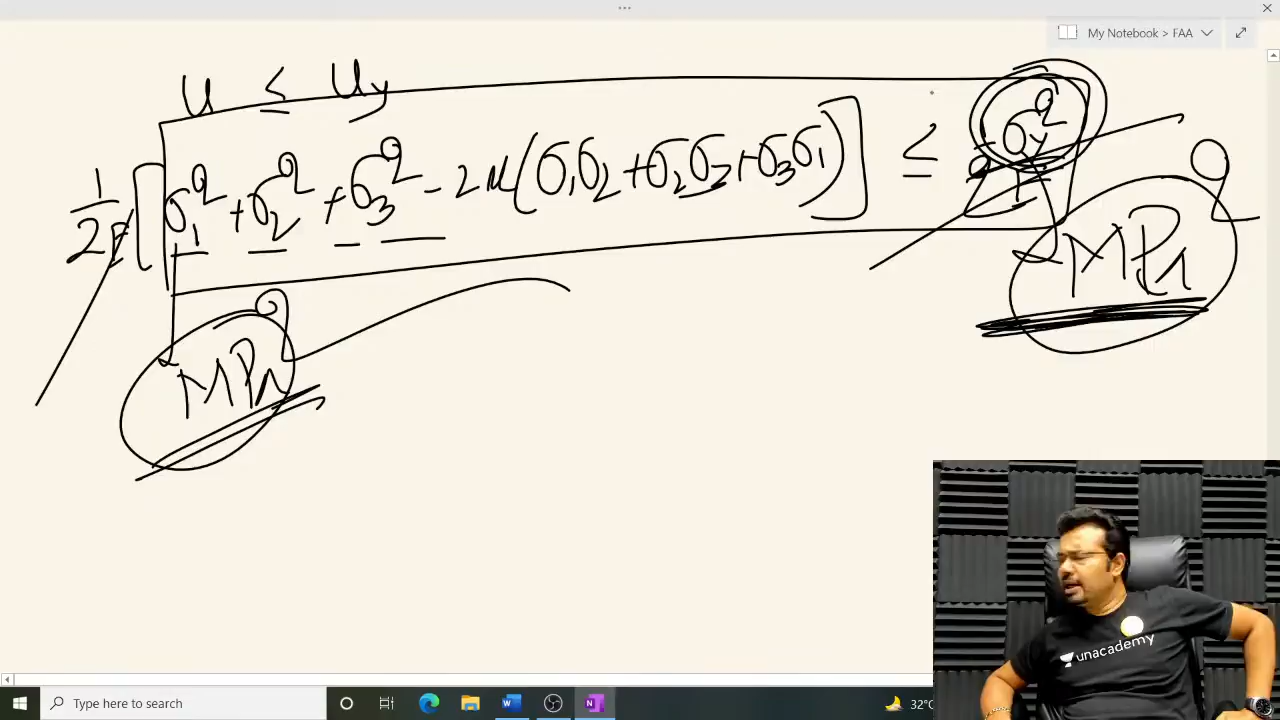 My Notebook > FAA
u ≤ uy
1/2E [σ₁² + σ₂² + σ₃² - 2μ(σ₁σ₂ + σ₂σ₃ + σ₃σ₁)] ≤ σy²
MPa²
MPa²
unacademy
Type here to search
32°C